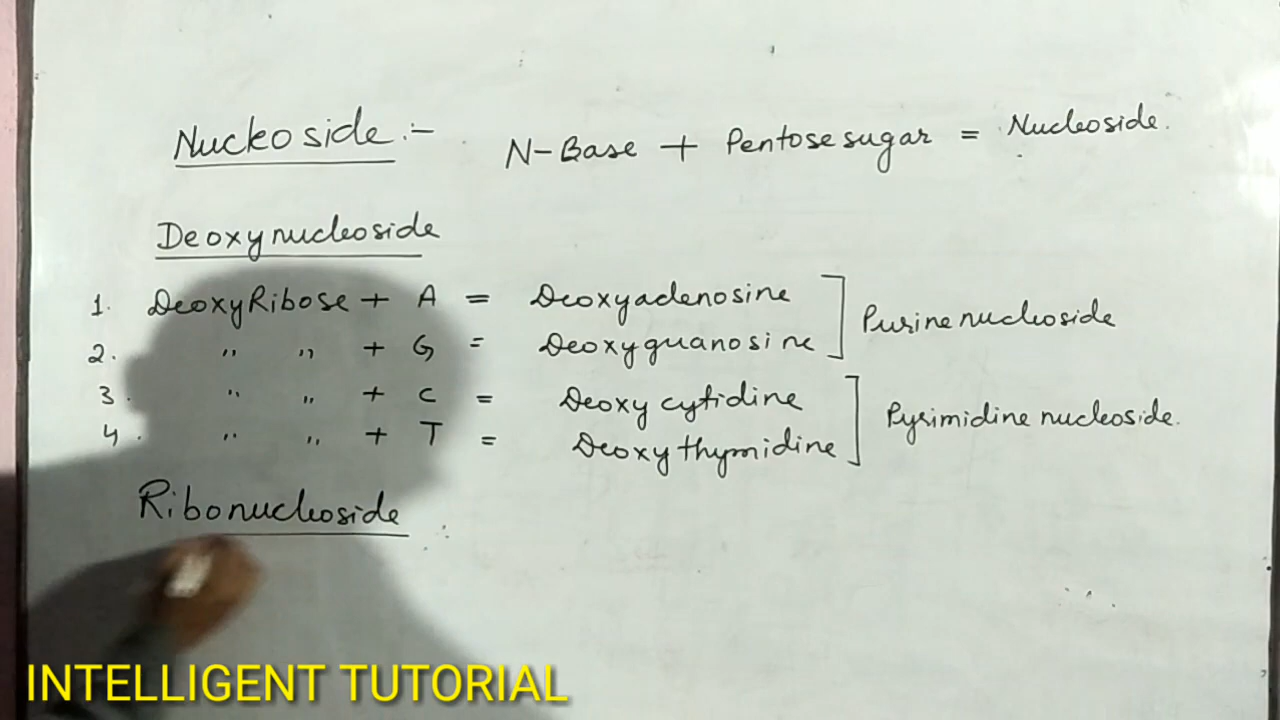 Nucleoside :- N-Base + Pentose sugar = Nucleoside.
Deoxynucleoside
1. DeoxyRibose + A = Deoxyadenosine
2. " " + G = Deoxyguanosine ] Purine nucleoside
3. " " + C = Deoxy cytidine
4. " " + T = Deoxy thymidine ] Pyrimidine nucleoside.
Ribonucleoside
INTELLIGENT TUTORIAL